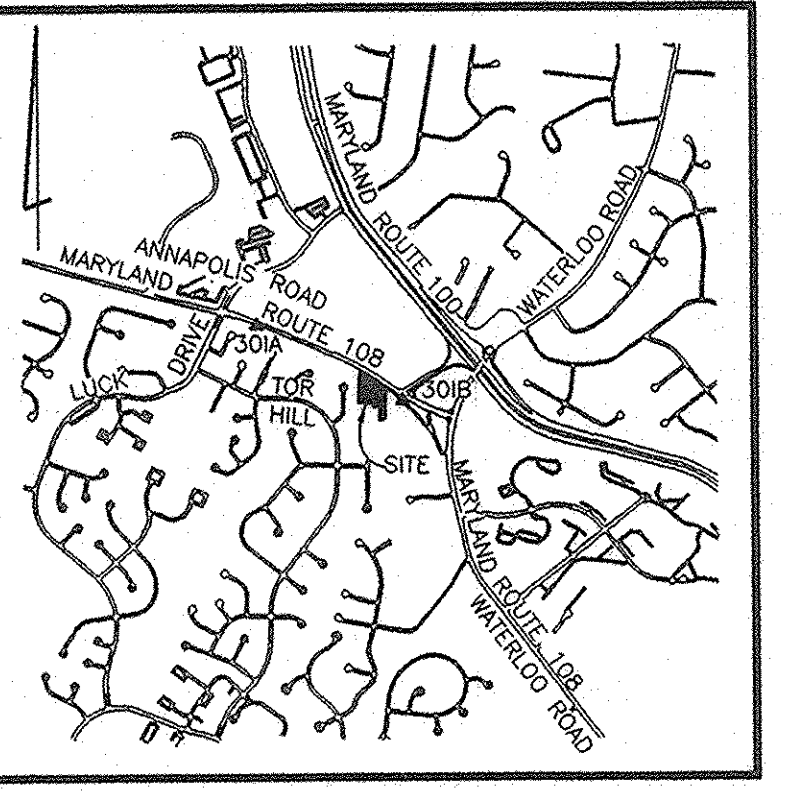 MARYLAND ROUTE 100
WATERLOO ROAD
ANNAPOLIS ROAD
MARYLAND ROUTE 108
301A
DRIVE
LUCK
TOR
HILL
301B
SITE
MARYLAND ROUTE 108
WATERLOO ROAD